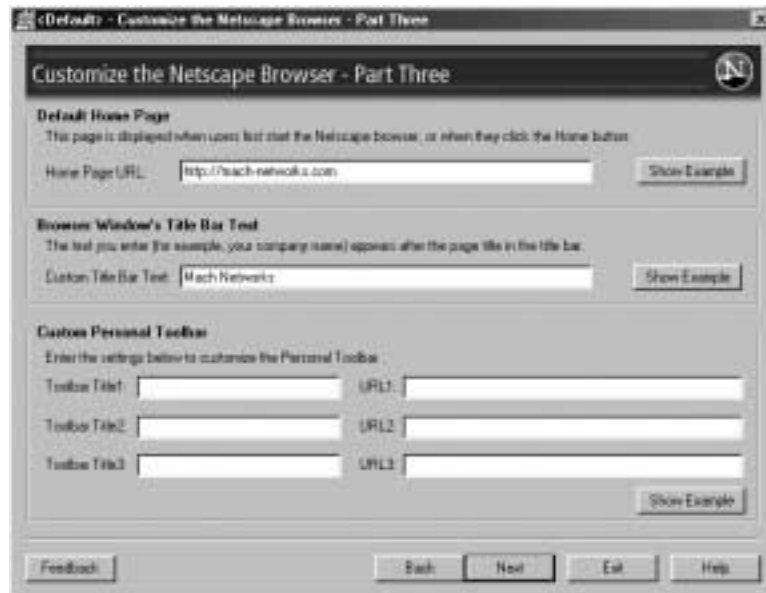 <Default> - Customize the Netscape Browser - Part Three
Customize the Netscape Browser - Part Three
N
Default Home Page
This page is displayed when users first start the Netscape browser, or when they click the Home button.
Home Page URL: http://mach-networks.com
Show Example
Browser Window's Title Bar Text
The text you enter (for example, your company name) appears after the page title in the title bar.
Custom Title Bar Text: Mach Networks
Show Example
Custom Personal Toolbar
Enter the settings below to customize the Personal Toolbar
Toolbar Title1: URL1:
Toolbar Title2: URL2:
Toolbar Title3: URL3:
Show Example
Feedback Back Next Exit Help